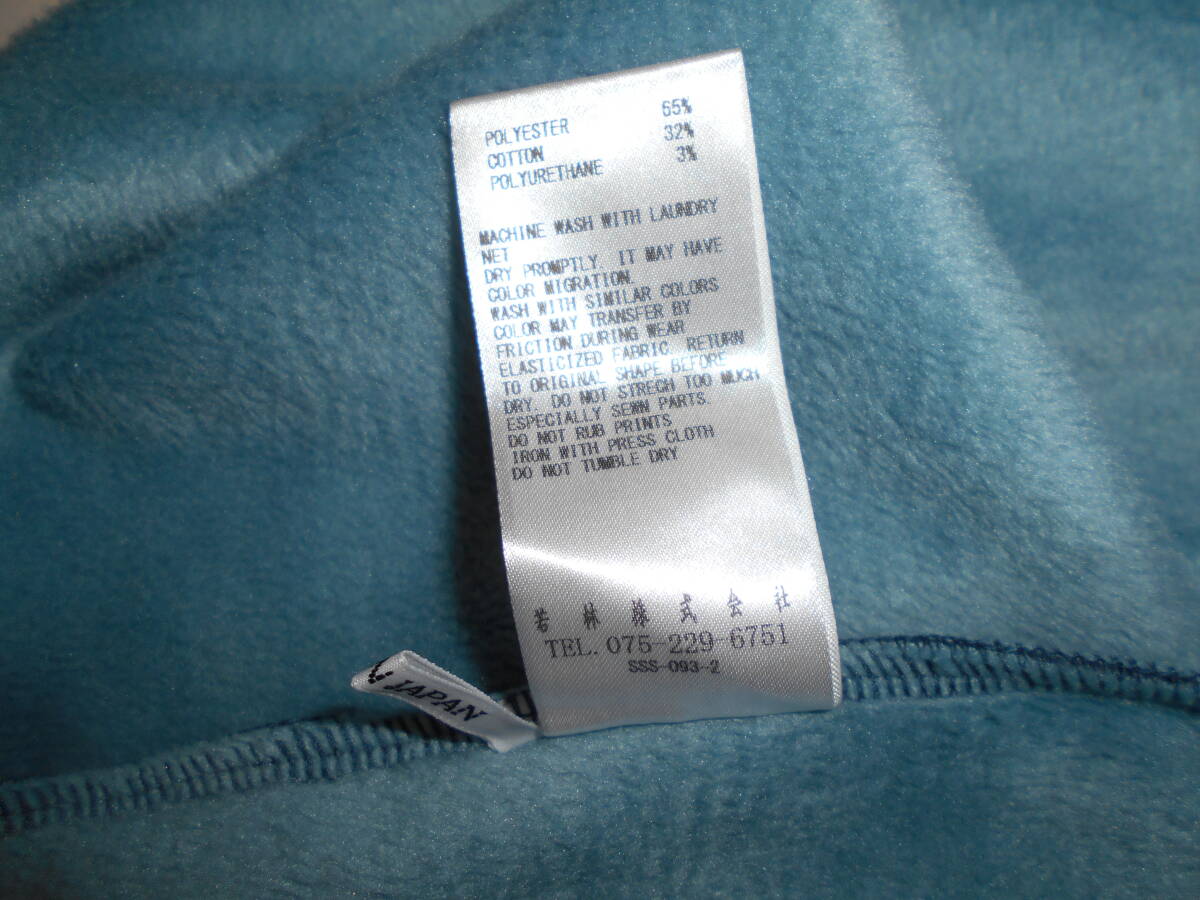 POLYESTER 65%
COTTON 32%
POLYURETHANE 3%
MACHINE WASH WITH LAUNDRY
NET
DRY PROMPTLY. IT MAY HAVE
COLOR MIGRATION.
WASH WITH SIMILAR COLORS
COLOR MAY TRANSFER BY
FRICTION DURING WEAR
ELASTICIZED FABRIC. RETURN
TO ORIGINAL SHAPE BEFORE
DRY. DO NOT STRECH TOO MUCH
ESPECIALLY SEWN PARTS.
DO NOT RUB PRINTS
IRON WITH PRESS CLOTH
DO NOT TUMBLE DRY
若林株式会社
TEL. 075-229-6751
SSS-093-2
JAPAN